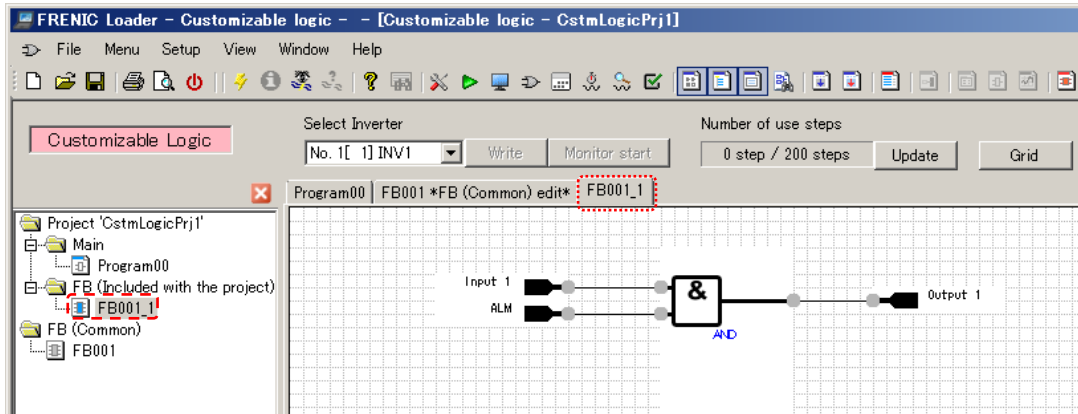 FRENIC Loader - Customizable logic - - [Customizable logic - CstmLogicPrj1]
File Menu Setup View Window Help
Customizable Logic
Select Inverter
No. 1[ 1] INV1
Write
Monitor start
Number of use steps
0 step / 200 steps
Update
Grid
Program00
FB001 *FB (Common) edit*
FB001_1
Project 'CstmLogicPrj1'
Main
Program00
FB (Included with the project)
FB001_1
FB (Common)
FB001
Input 1
ALM
&
AND
Output 1